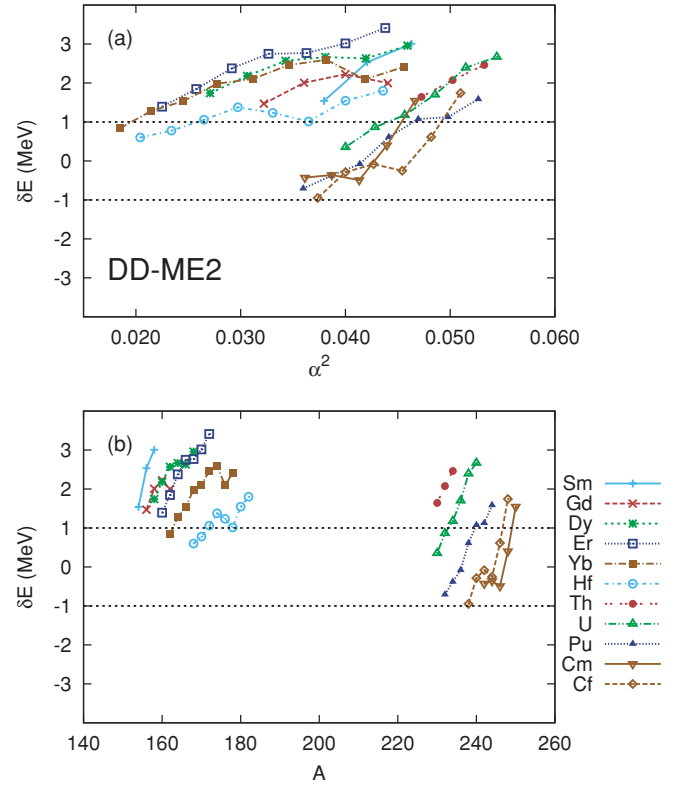 (a)
3
2
1
0
-1
-2
-3
δE (MeV)
DD-ME2
0.020 0.030 0.040 0.050 0.060
α²
(b)
3
2
1
0
-1
-2
-3
δE (MeV)
140 160 180 200 220 240 260
A
Sm
Gd
Dy
Er
Yb
Hf
Th
U
Pu
Cm
Cf